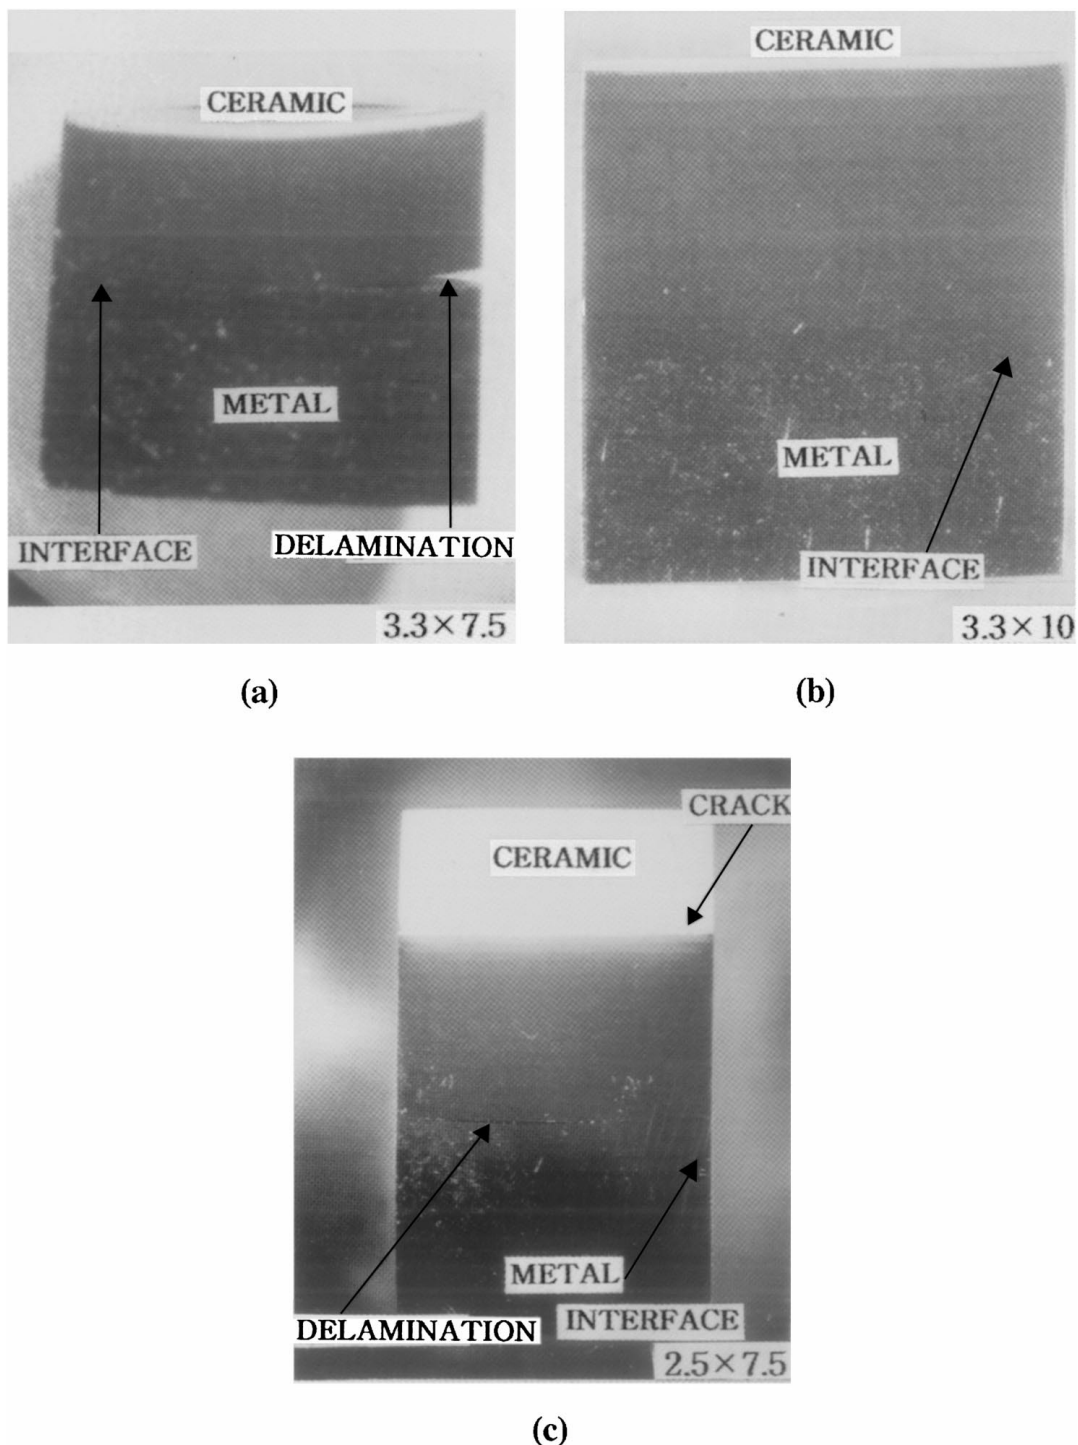 CERAMIC
METAL
INTERFACE
DELAMINATION
3.3×7.5
(a)
CERAMIC
METAL
INTERFACE
3.3×10
(b)
CRACK
CERAMIC
METAL
INTERFACE
DELAMINATION
2.5×7.5
(c)